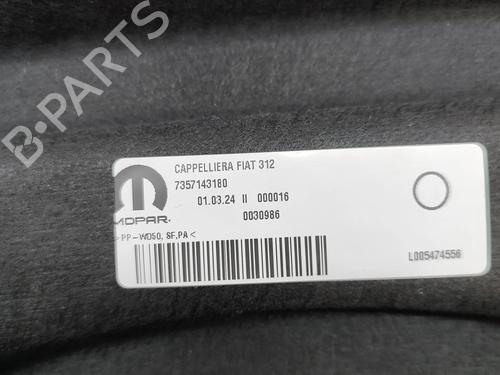 B-PARTS
CAPPELLIERA FIAT 312
7357143180
01.03.24 II 000016
0030986
MOPAR
>PP-WD50, SF,PA<
L005474556